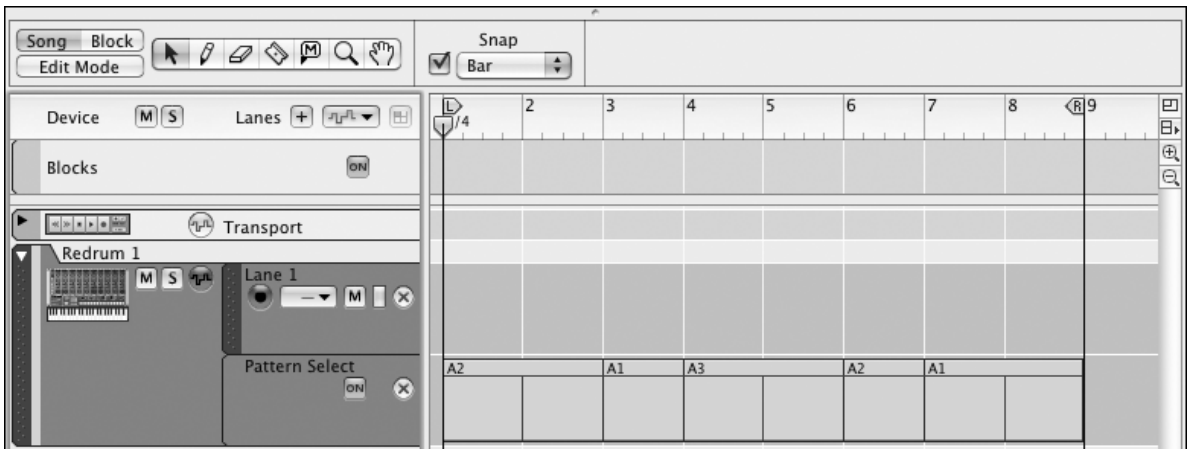 Song Block
Edit Mode
M
Snap
Bar
Device M S Lanes +
L 2 3 4 5 6 7 8 R 9
/4
Blocks ON
Transport
Redrum 1
M S Lane 1
— M
Pattern Select
ON
A2 A1 A3 A2 A1